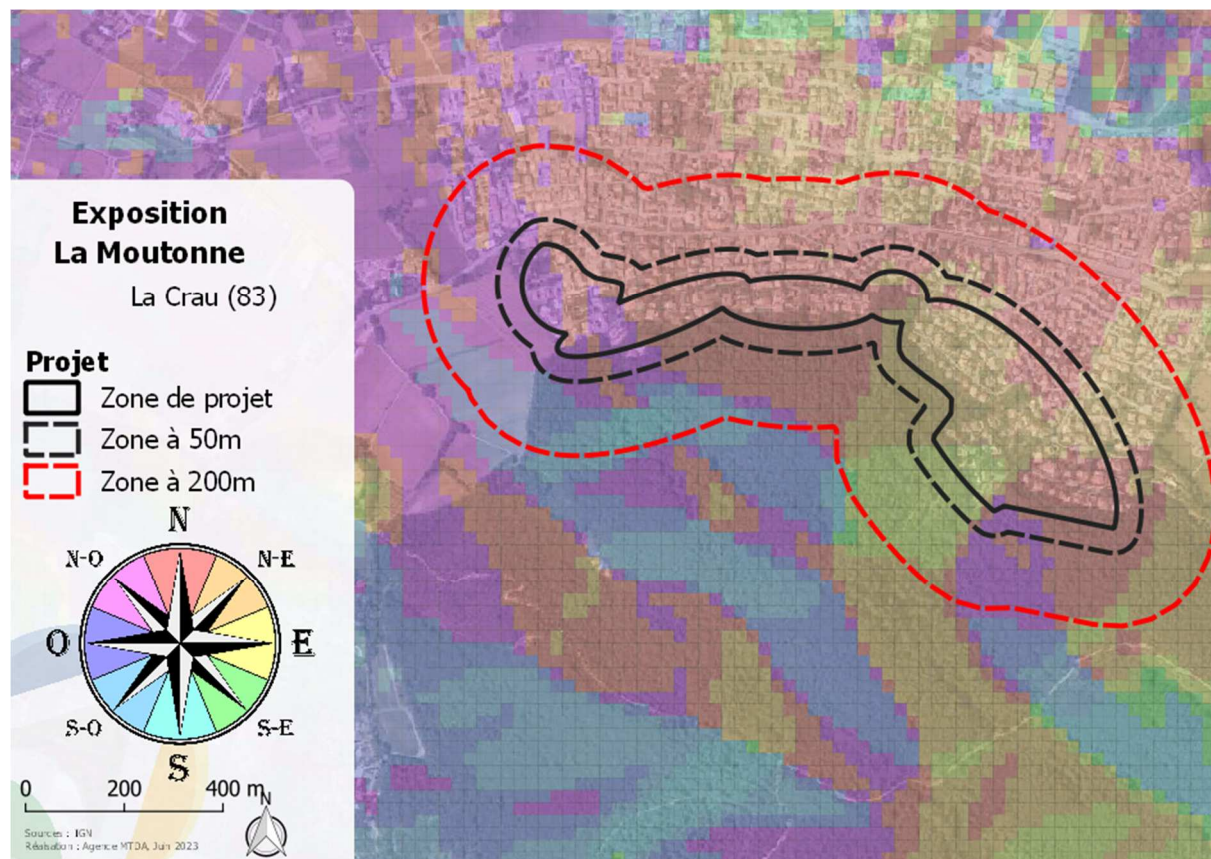 Exposition
La Moutonne
La Crau (83)
Projet
Zone de projet
Zone à 50m
Zone à 200m
N
N-O
N-E
O
E
S-O
S-E
S
0 200 400 m
N
Sources : IGN
Réalisation : Agence MTDA, Juin 2023